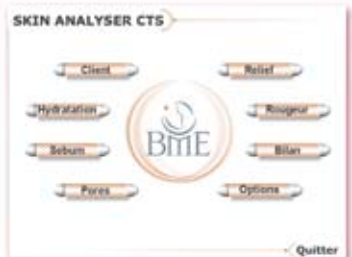 SKIN ANALYSER CTS
Client
Relief
Hydratation
Rougeur
BME
Sebum
Bilan
Pores
Options
Quitter